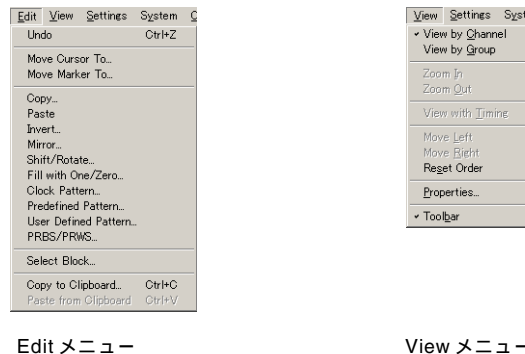 Edit View Settings System
Undo Ctrl+Z
Move Cursor To...
Move Marker To...
Copy...
Paste
Invert...
Mirror...
Shift/Rotate...
Fill with One/Zero...
Clock Pattern...
Predefined Pattern...
User Defined Pattern...
PRBS/PRWS...
Select Block...
Copy to Clipboard... Ctrl+C
Paste from Clipboard Ctrl+V
Edit メニュー
View Settings Syst
View by Channel
View by Group
Zoom In
Zoom Out
View with Timing
Move Left
Move Right
Reset Order
Properties...
Toolbar
View メニュー